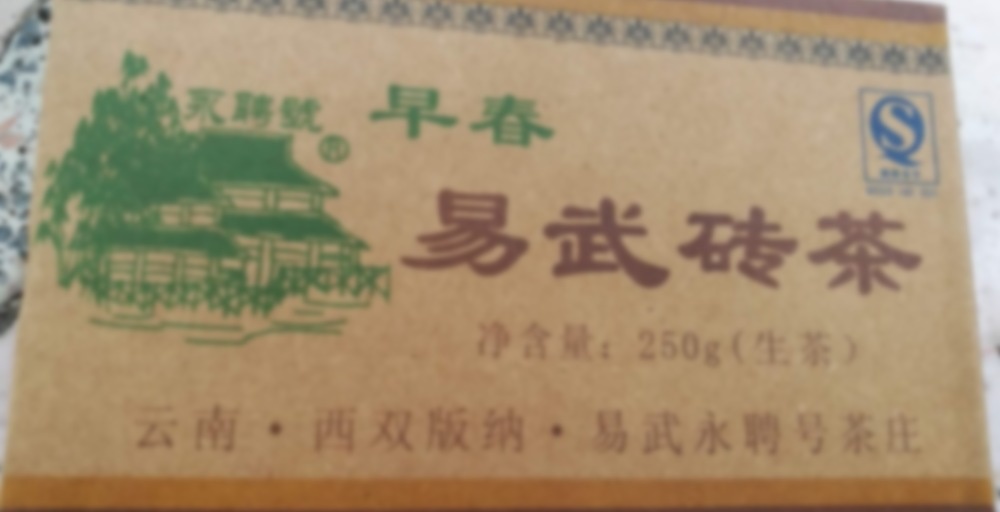 永聘號® 早春
易武砖茶
净含量：250g（生茶）
云南・西双版纳・易武永聘号茶庄